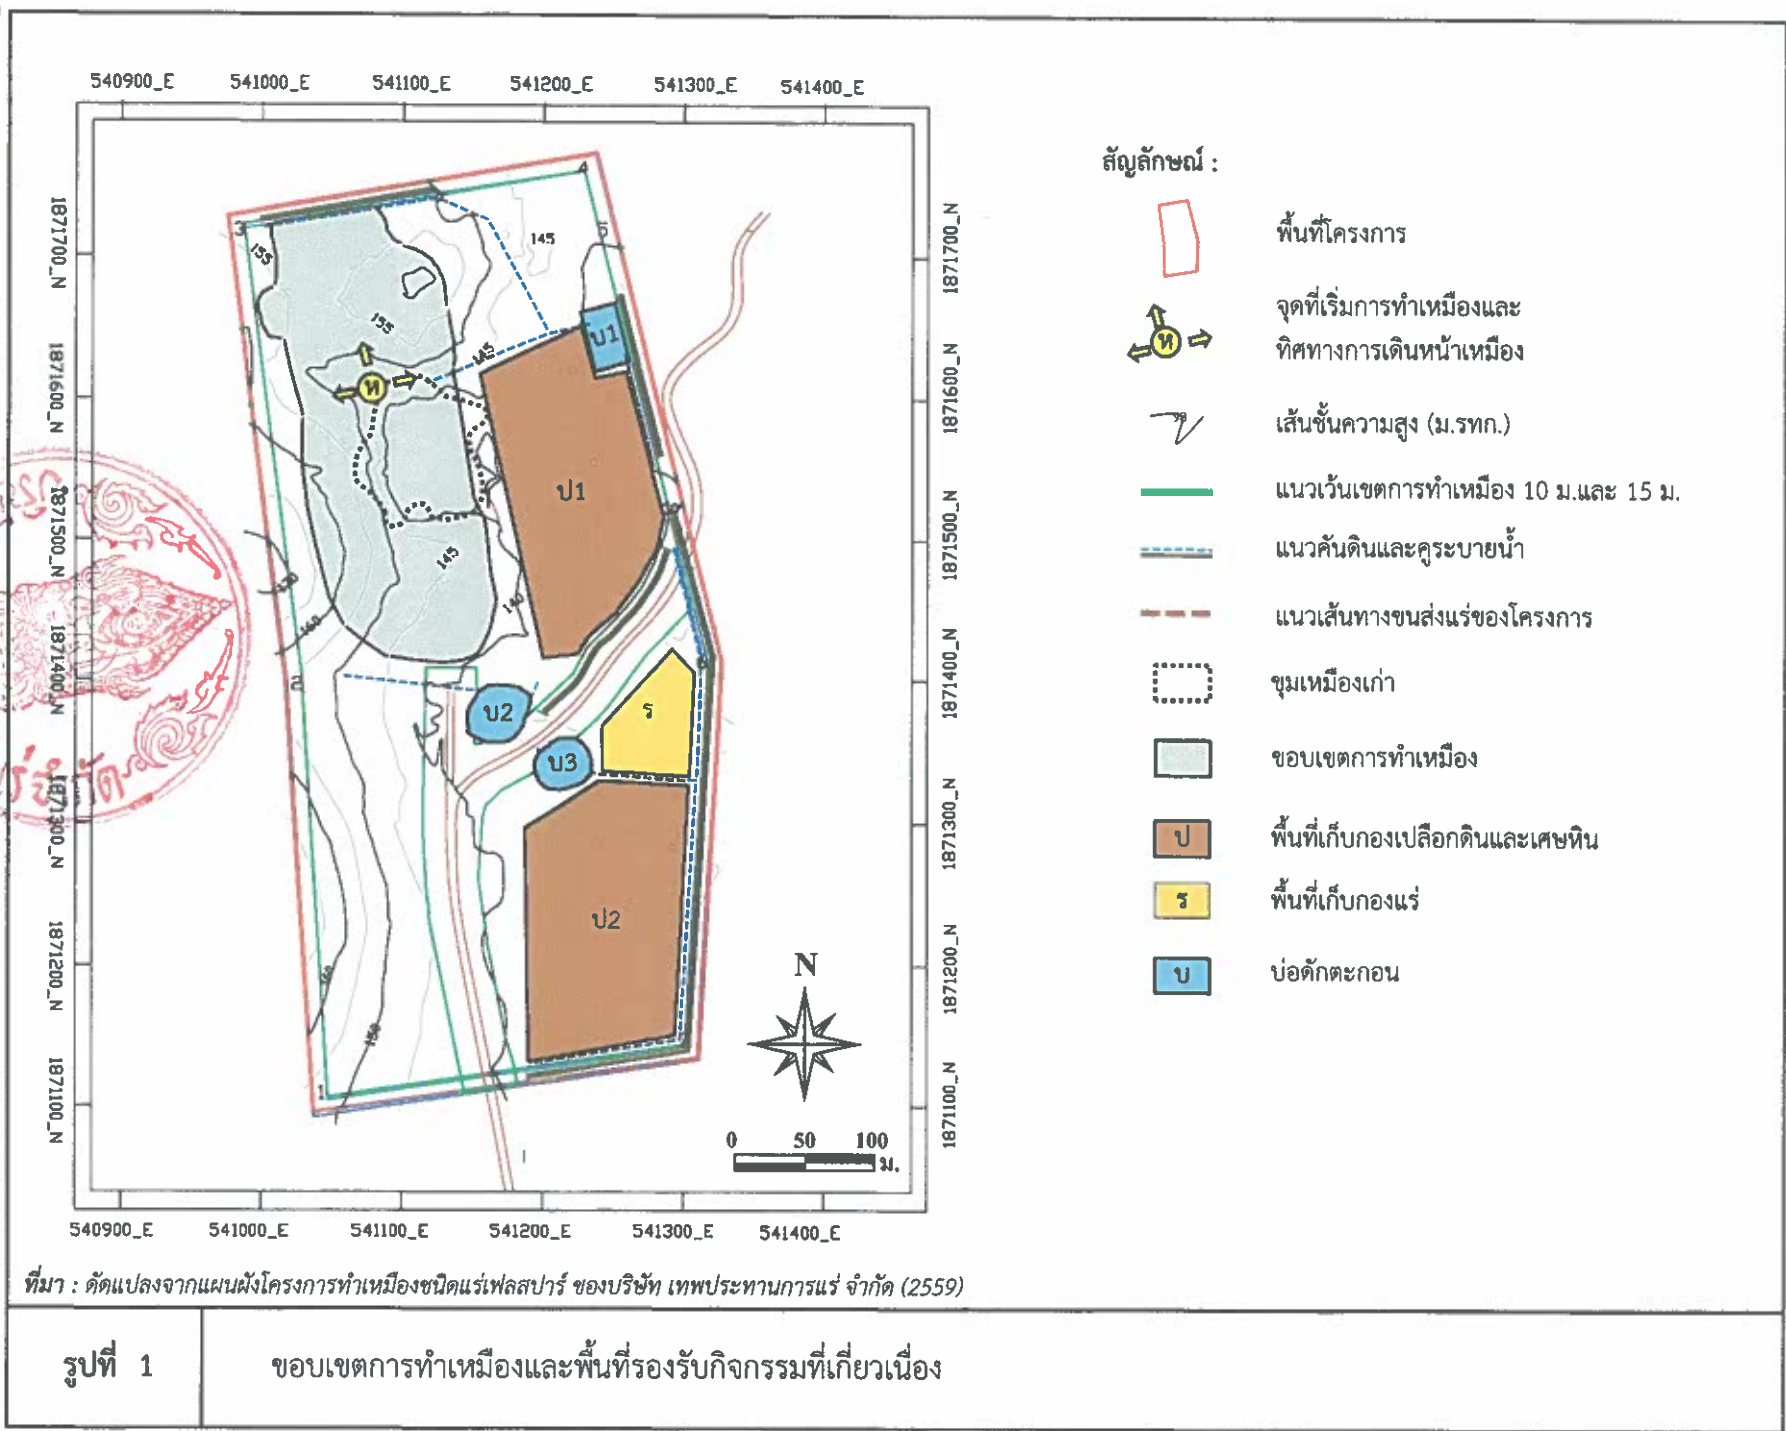 540900_E 541000_E 541100_E 541200_E 541300_E 541400_E
1871700_N
1871600_N
1871500_N
1871400_N
1871300_N
1871200_N
1871100_N
3
4
5
155
145
บ1
155
145
ห
ป1
10
145
140
170
160
2
6
บ2
ร
บ3
ป2
160
150
1
N
0 50 100
ม.
1871700_N
1871600_N
1871500_N
1871400_N
1871300_N
1871200_N
1871100_N
540900_E 541000_E 541100_E 541200_E 541300_E 541400_E
สัญลักษณ์ :
พื้นที่โครงการ
ห
จุดที่เริ่มการทำเหมืองและ
ทิศทางการเดินหน้าเหมือง
เส้นชั้นความสูง (ม.รทก.)
แนวเว้นเขตการทำเหมือง 10 ม.และ 15 ม.
แนวคันดินและคูระบายน้ำ
แนวเส้นทางขนส่งแร่ของโครงการ
ขุมเหมืองเก่า
ขอบเขตการทำเหมือง
ป พื้นที่เก็บกองเปลือกดินและเศษหิน
ร พื้นที่เก็บกองแร่
บ บ่อดักตะกอน
ที่มา : ดัดแปลงจากแผนผังโครงการทำเหมืองชนิดแร่เฟลสปาร์ ของบริษัท เทพประทานการแร่ จำกัด (2559)
รูปที่ 1 ขอบเขตการทำเหมืองและพื้นที่รองรับกิจกรรมที่เกี่ยวเนื่อง